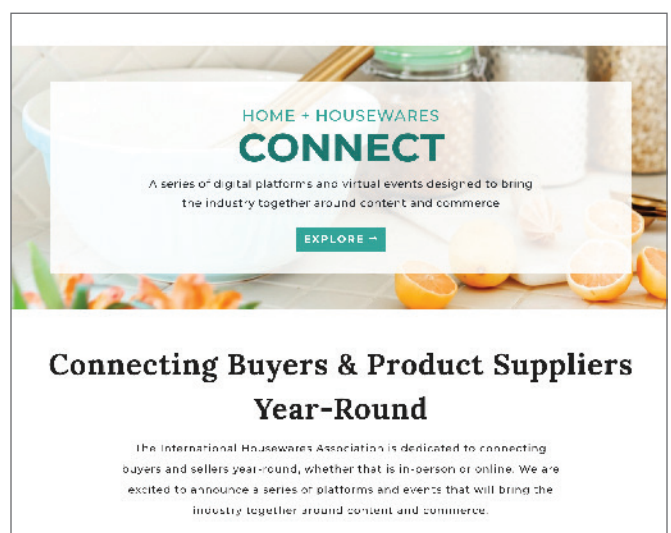 HOME + HOUSEWARES
CONNECT
A series of digital platforms and virtual events designed to bring
the industry together around content and commerce
EXPLORE →
Connecting Buyers & Product Suppliers
Year-Round
The International Housewares Association is dedicated to connecting
buyers and sellers year-round, whether that is in-person or online. We are
excited to announce a series of platforms and events that will bring the
industry together around content and commerce.